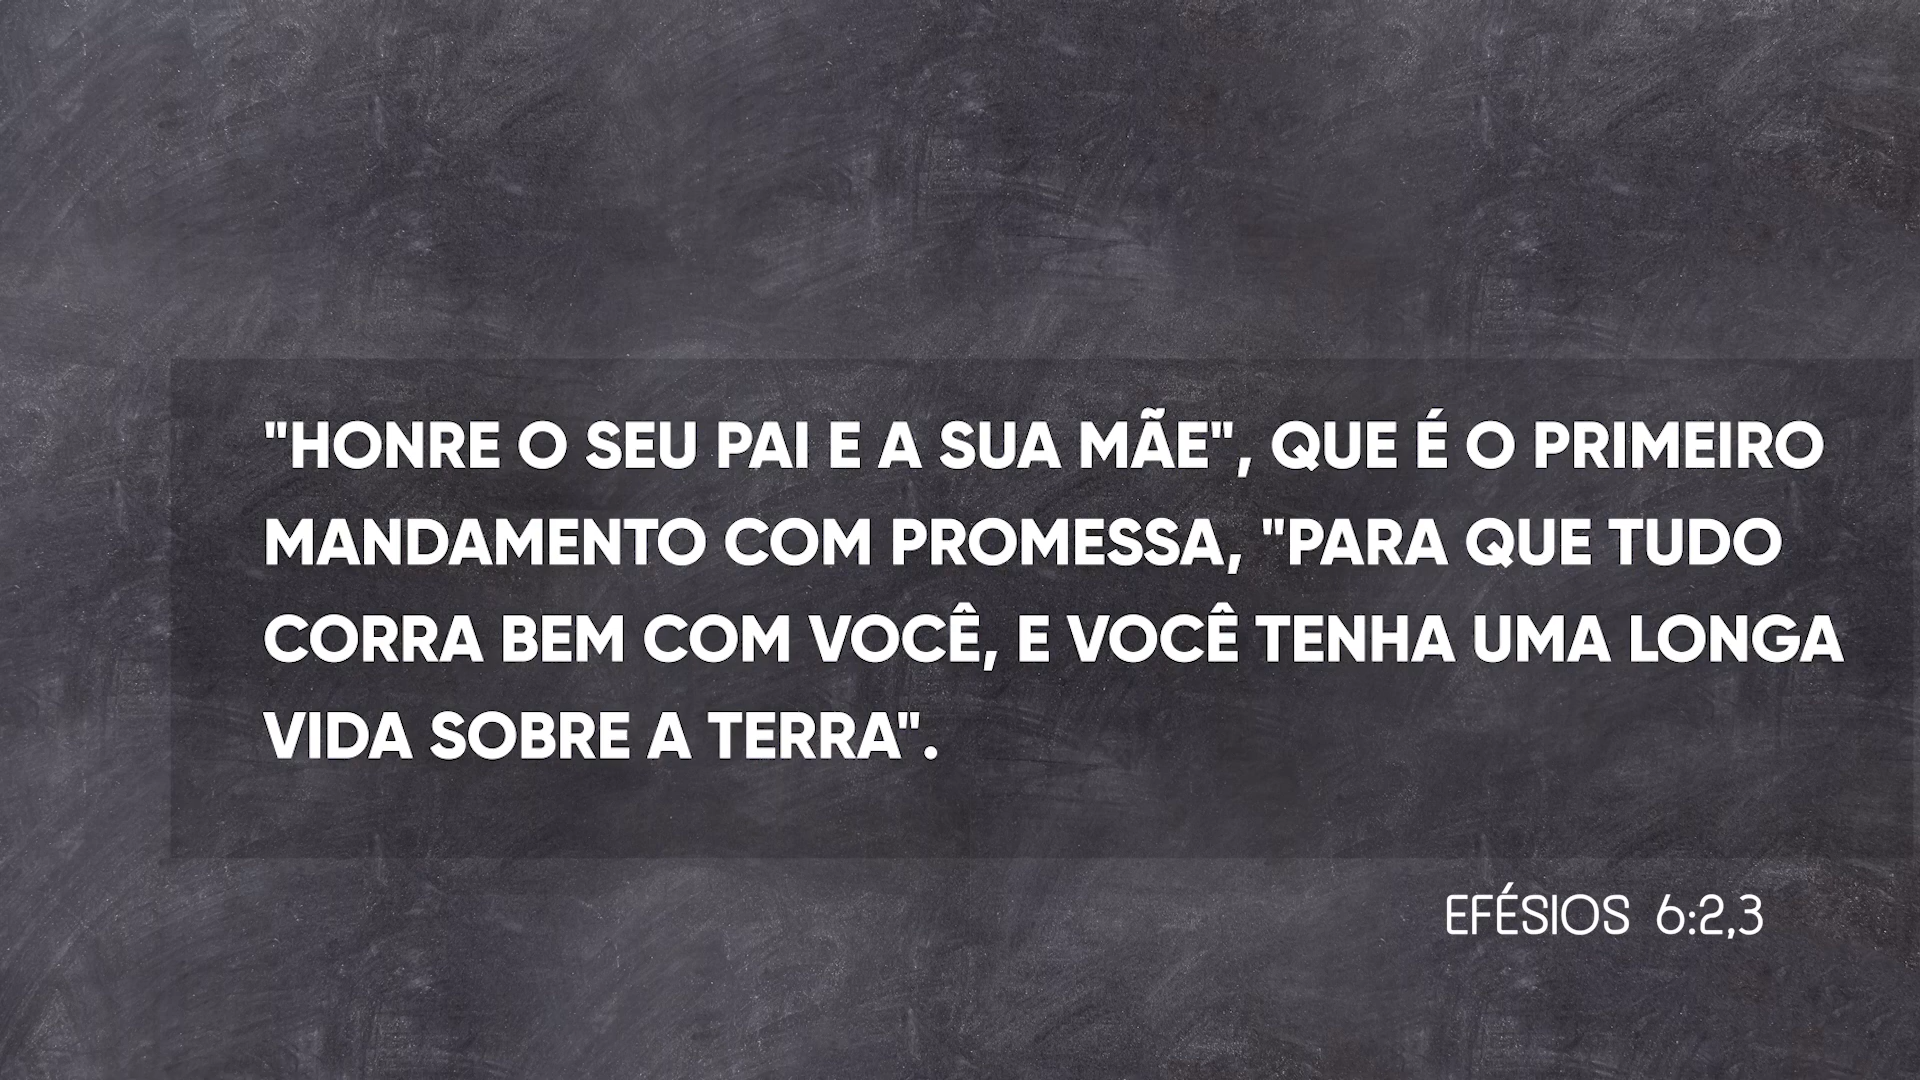 "HONRE O SEU PAI E A SUA MÃE", QUE É O PRIMEIRO
MANDAMENTO COM PROMESSA, "PARA QUE TUDO
CORRA BEM COM VOCÊ, E VOCÊ TENHA UMA LONGA
VIDA SOBRE A TERRA".
EFÉSIOS 6:2,3